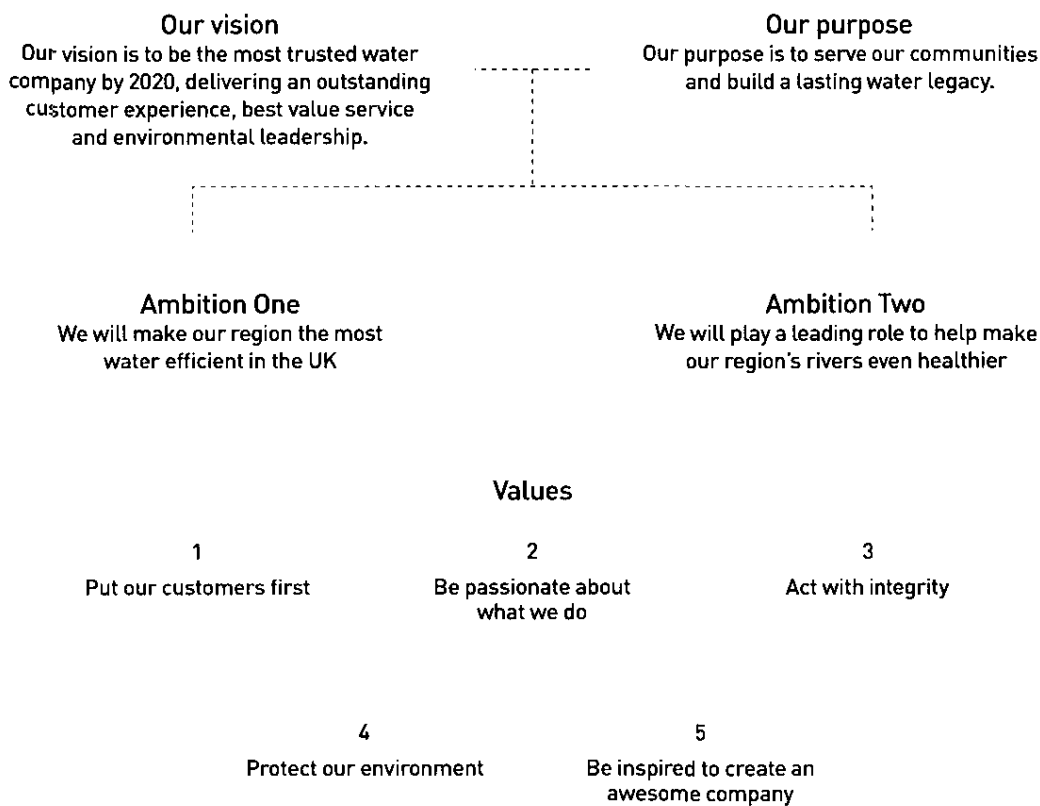 Our vision
Our vision is to be the most trusted water
company by 2020, delivering an outstanding
customer experience, best value service
and environmental leadership.
Our purpose
Our purpose is to serve our communities
and build a lasting water legacy.
Ambition One
We will make our region the most
water efficient in the UK
Ambition Two
We will play a leading role to help make
our region's rivers even healthier
Values
1
Put our customers first
2
Be passionate about
what we do
3
Act with integrity
4
Protect our environment
5
Be inspired to create an
awesome company